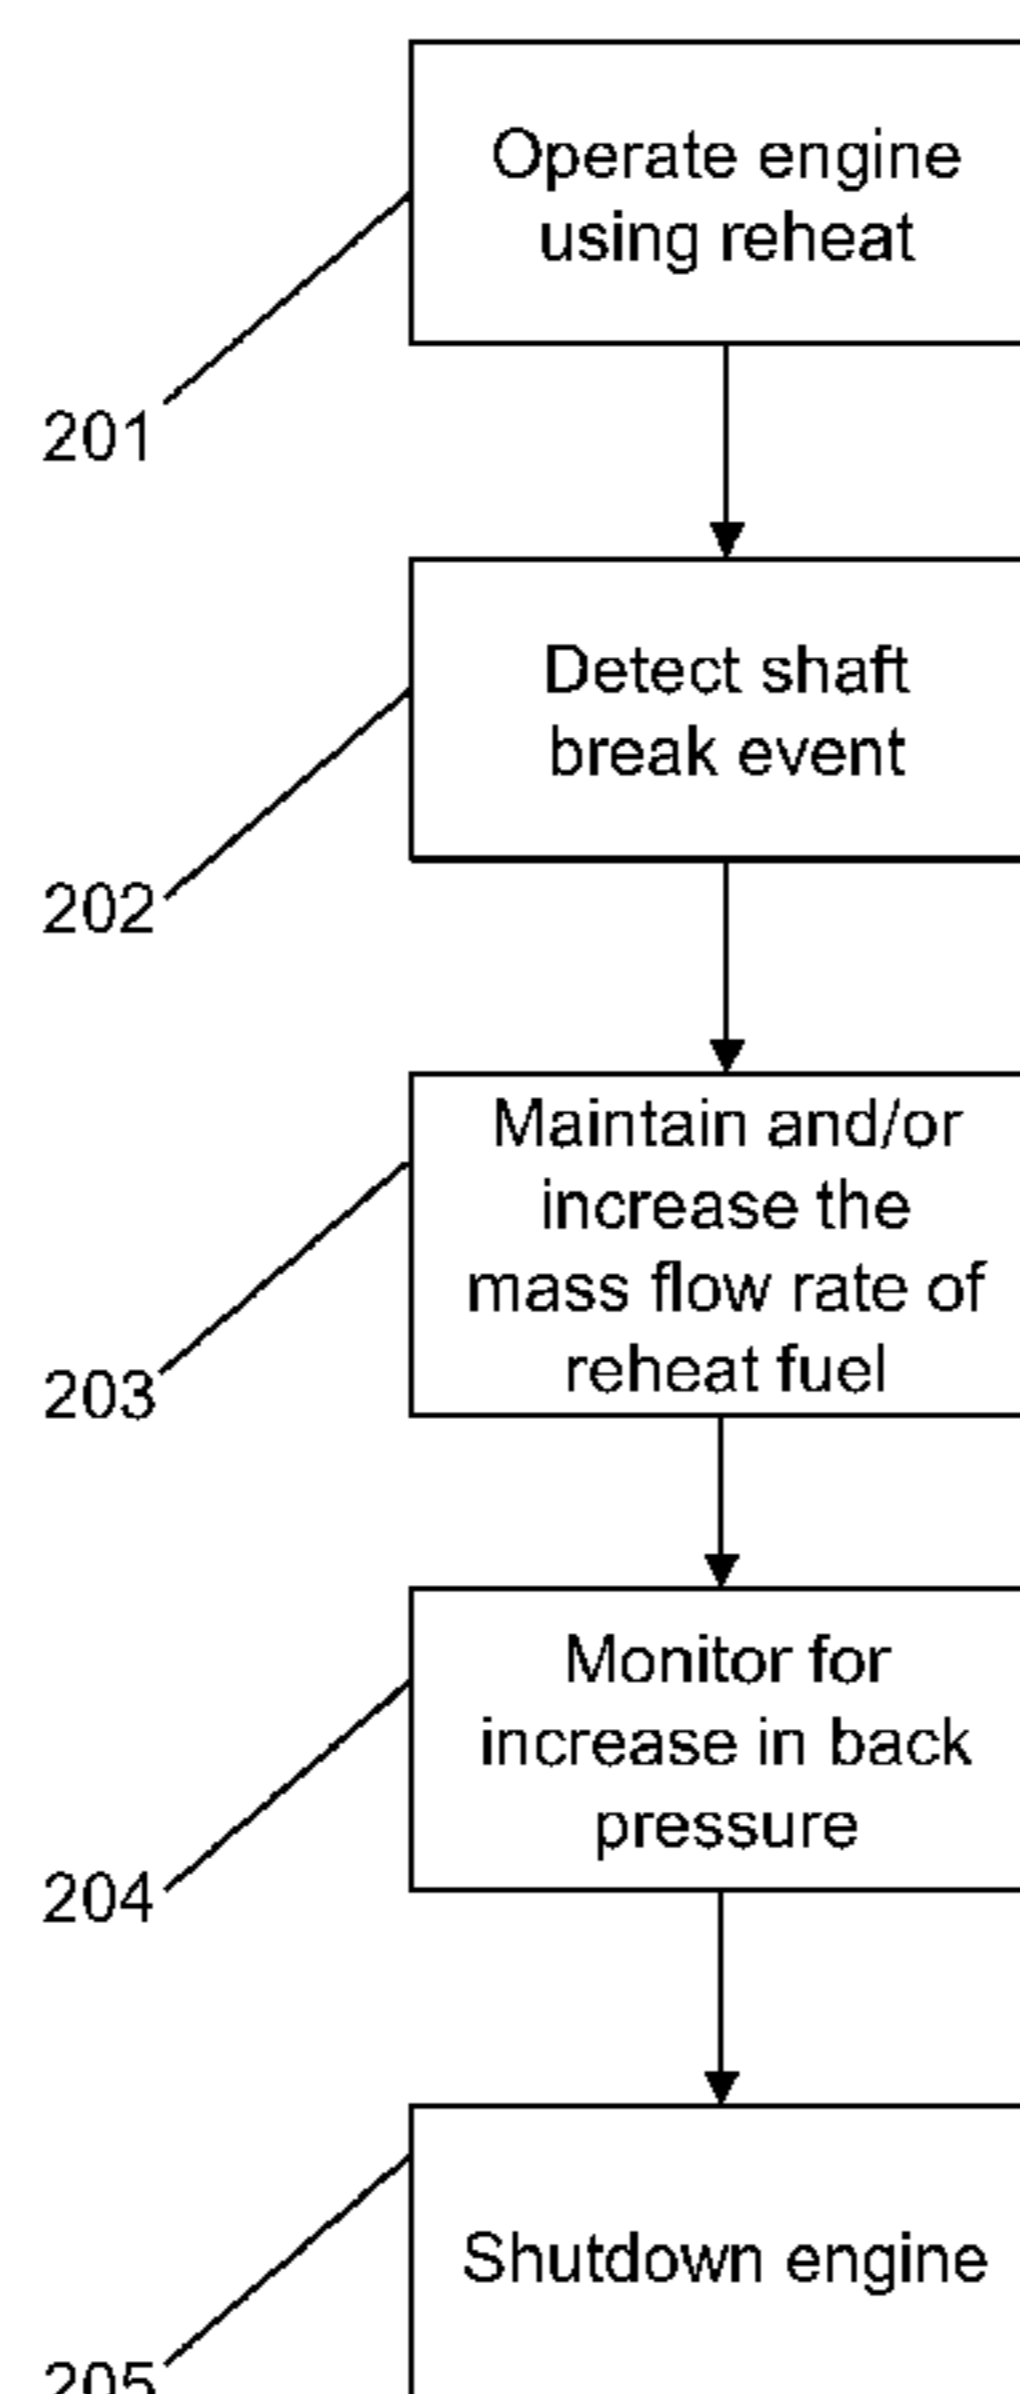 Operate engine
using reheat
201
Detect shaft
break event
202
Maintain and/or
increase the
mass flow rate of
reheat fuel
203
Monitor for
increase in back
pressure
204
Shutdown engine
205